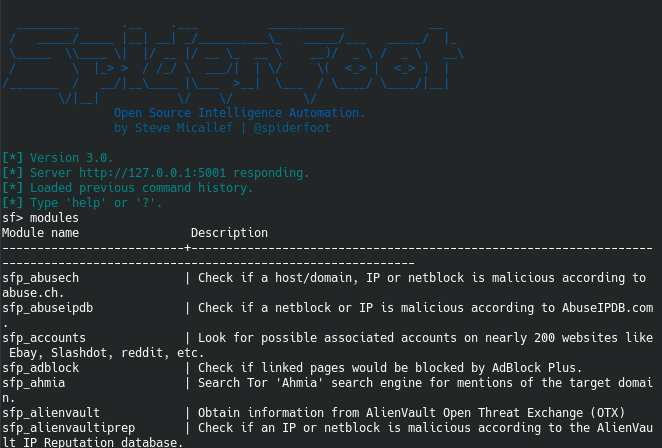 Open Source Intelligence Automation.
by Steve Micallef | @spiderfoot
[*] Version 3.0.
[*] Server http://127.0.0.1:5001 responding.
[*] Loaded previous command history.
[*] Type 'help' or '?'.
sf> modules
Module name                Description
--------------------------+------------------------------------------------------------------
-----------------------------------------------------------
sfp_abusech               | Check if a host/domain, IP or netblock is malicious according to
abuse.ch.
sfp_abuseipdb             | Check if a netblock or IP is malicious according to AbuseIPDB.com
.
sfp_accounts              | Look for possible associated accounts on nearly 200 websites like
 Ebay, Slashdot, reddit, etc.
sfp_adblock               | Check if linked pages would be blocked by AdBlock Plus.
sfp_ahmia                 | Search Tor 'Ahmia' search engine for mentions of the target domai
n.
sfp_alienvault            | Obtain information from AlienVault Open Threat Exchange (OTX)
sfp_alienvaultiprep       | Check if an IP or netblock is malicious according to the AlienVau
lt IP Reputation database.